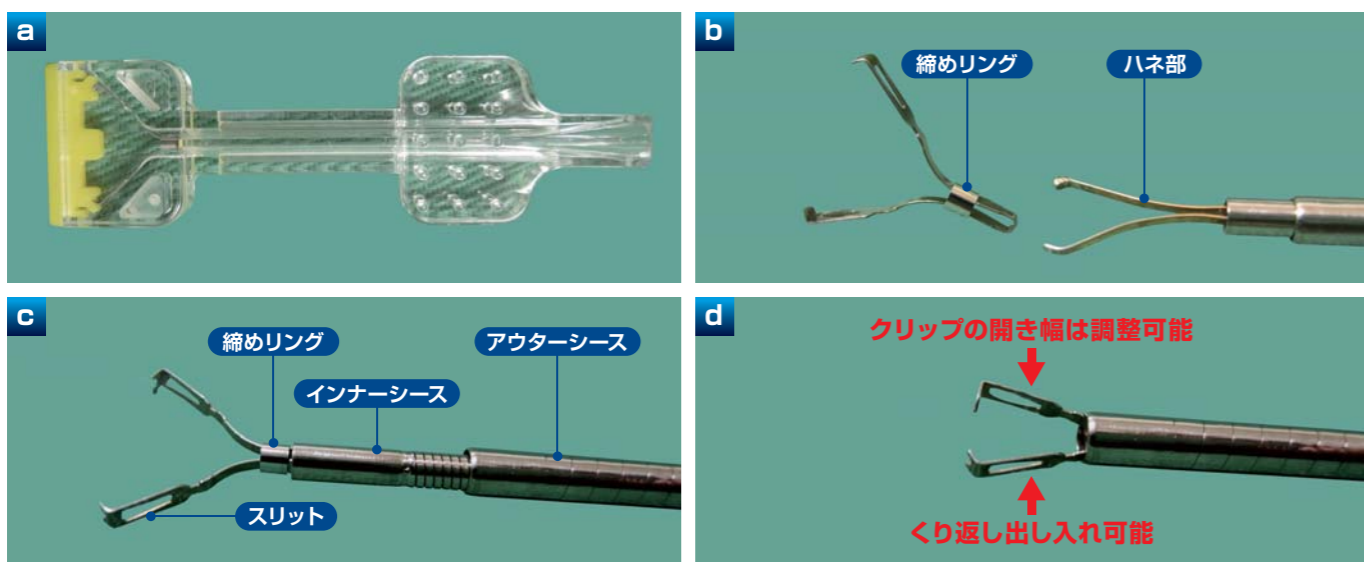 a
b
締めリング
ハネ部
c
締めリング
アウターシース
インナーシース
スリット
d
クリップの開き幅は調整可能
くり返し出し入れ可能